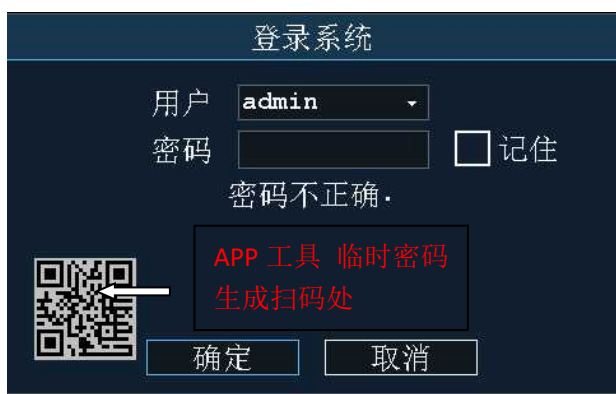 登录系统
用户 admin
密码 记住
密码不正确.
APP 工具 临时密码
生成扫码处
确定 取消